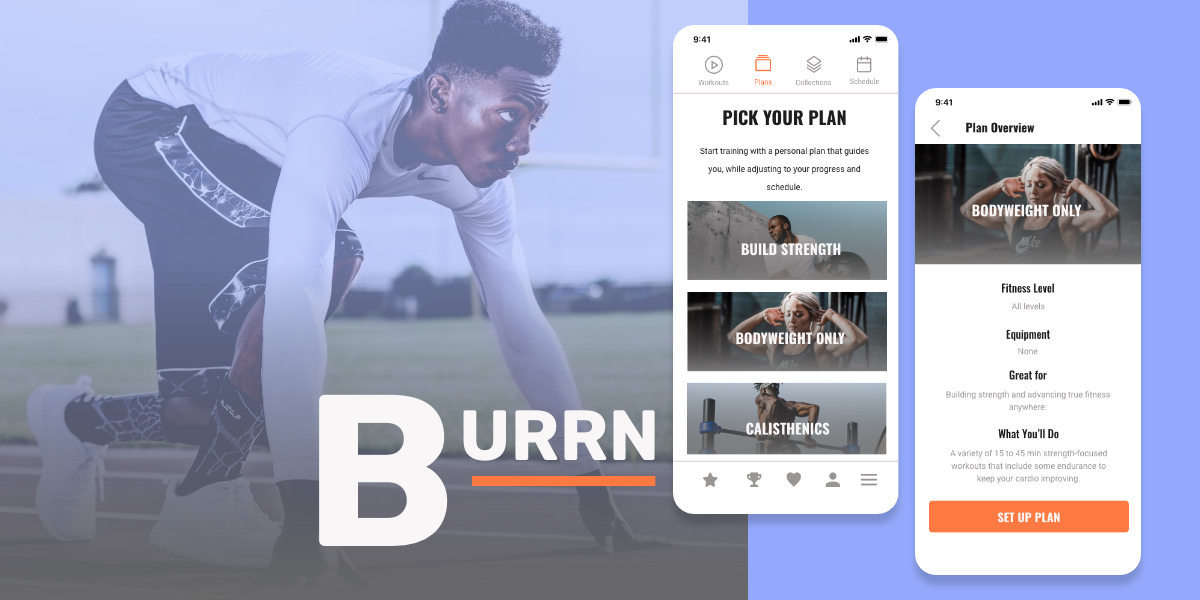 BURRN
9:41
Workouts
Plans
Collections
Schedule
PICK YOUR PLAN
Start training with a personal plan that guides
you, while adjusting to your progress and
schedule.
BUILD STRENGTH
BODYWEIGHT ONLY
CALISTHENICS
9:41
Plan Overview
BODYWEIGHT ONLY
Nike
Fitness Level
All levels
Equipment
None
Great for
Building strength and advancing true fitness
anywhere.
What You'll Do
A variety of 15 to 45 min strength-focused
workouts that include some endurance to
keep your cardio improving.
SET UP PLAN